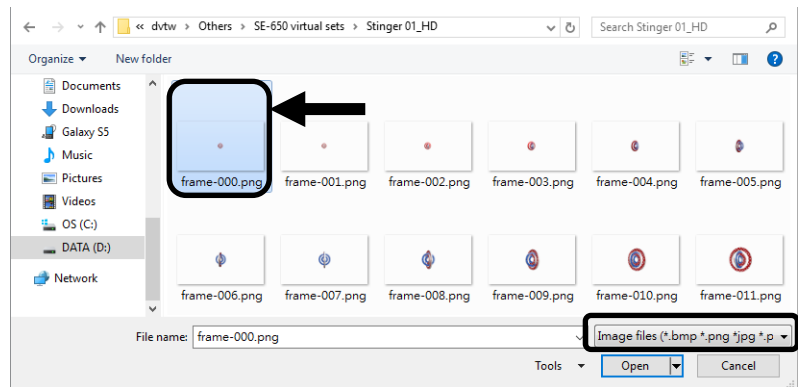 « dvtw > Others > SE-650 virtual sets > Stinger 01_HD
Search Stinger 01_HD
Organize
New folder
Documents
Downloads
Galaxy S5
Music
Pictures
Videos
OS (C:)
DATA (D:)
Network
frame-000.png frame-001.png frame-002.png frame-003.png frame-004.png frame-005.png
frame-006.png frame-007.png frame-008.png frame-009.png frame-010.png frame-011.png
File name: frame-000.png
Image files (*.bmp *.png *jpg *.p
Tools
Open
Cancel